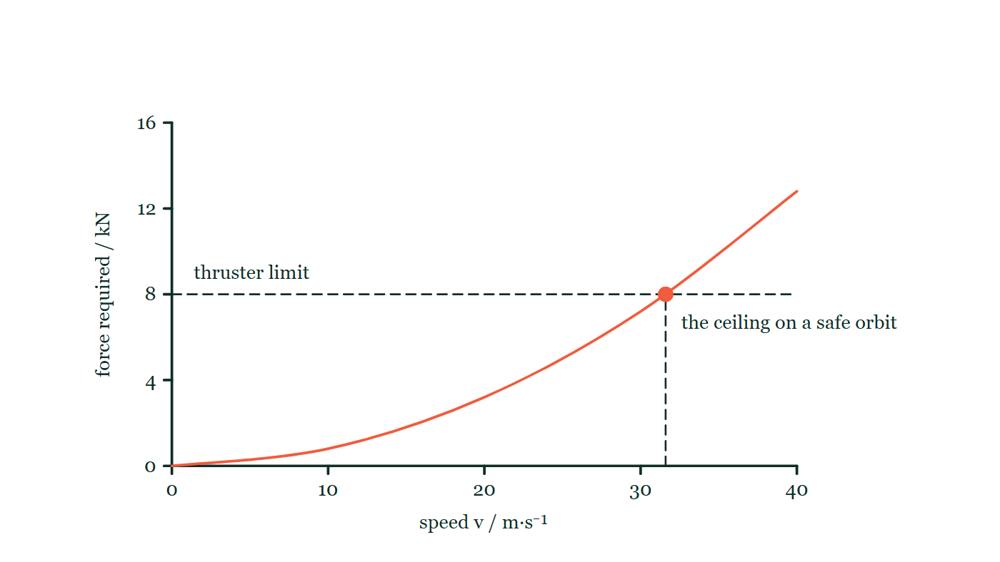 16
12
8
4
0
force required / kN
thruster limit
the ceiling on a safe orbit
0 10 20 30 40
speed v / m·s⁻¹